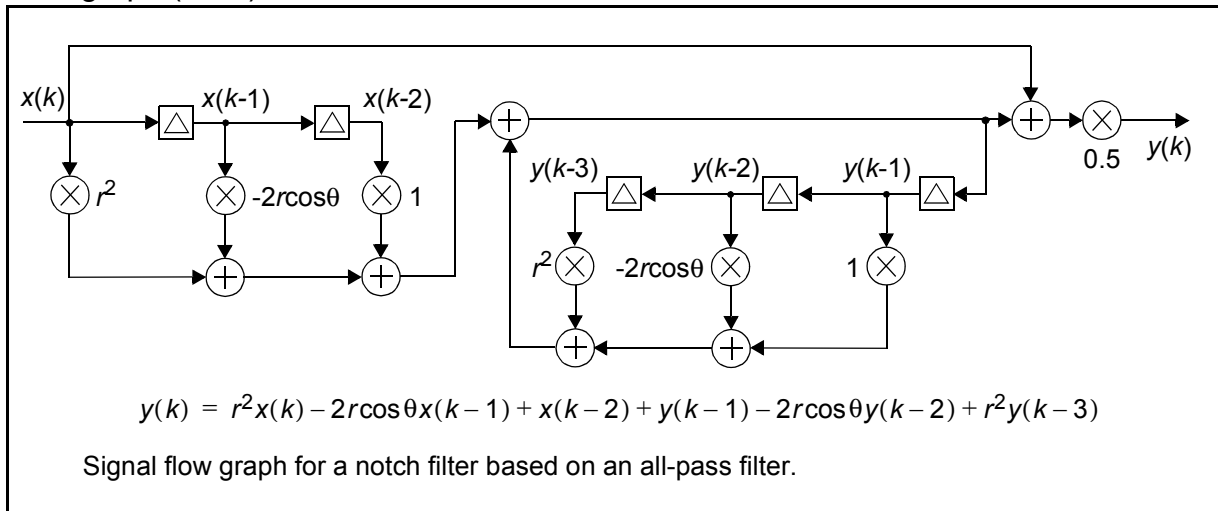 x(k)
x(k-1)
x(k-2)
y(k)
0.5
y(k-3)
y(k-2)
y(k-1)
r²
-2rcosθ
1
r²
-2rcosθ
1
y(k) = r²x(k) – 2rcosθx(k – 1) + x(k – 2) + y(k – 1) – 2rcosθy(k – 2) + r²y(k – 3)
Signal flow graph for a notch filter based on an all-pass filter.